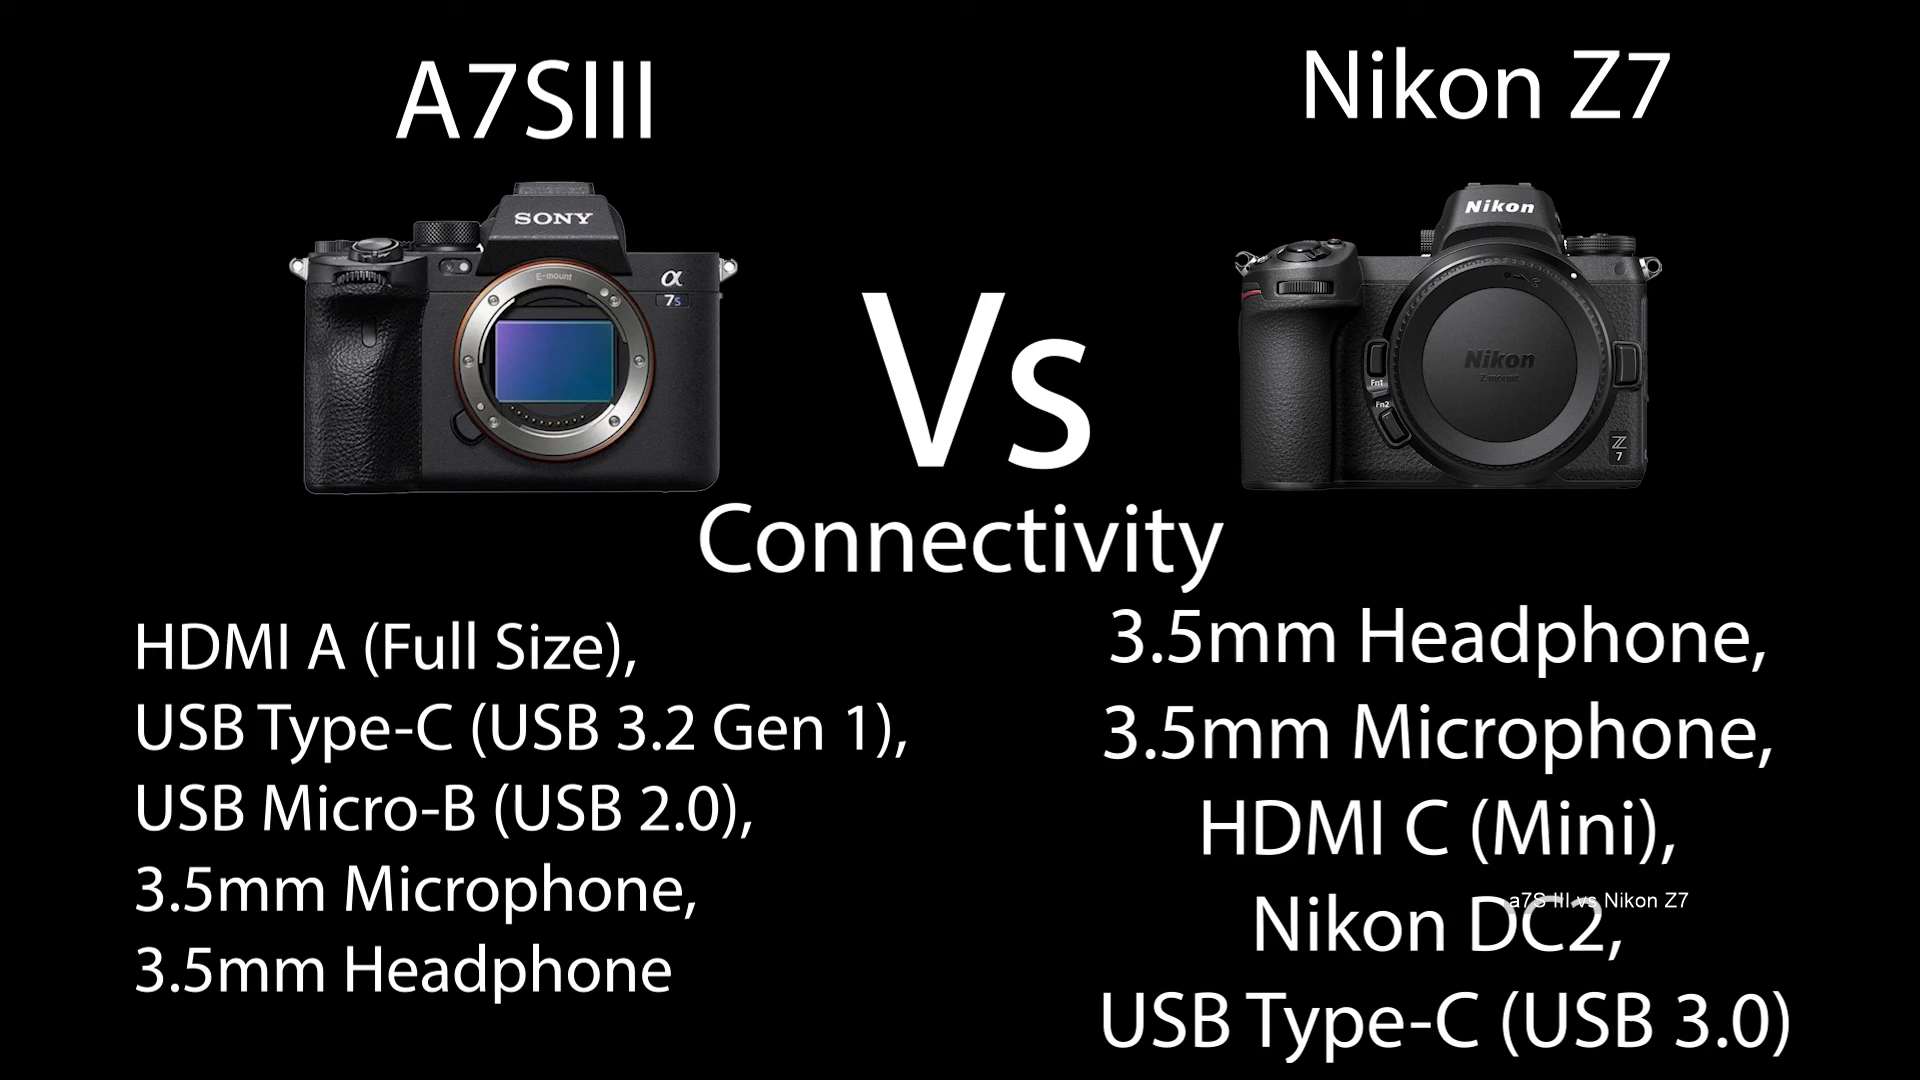 A7SIII
Nikon Z7
SONY
E-mount
α
7s
Vs
Nikon
Nikon
Z mount
Fn1
Fn2
Z
7
Connectivity
HDMI A (Full Size),
USB Type-C (USB 3.2 Gen 1),
USB Micro-B (USB 2.0),
3.5mm Microphone,
3.5mm Headphone
3.5mm Headphone,
3.5mm Microphone,
HDMI C (Mini),
Nikon DC2,
a7S III vs Nikon Z7
USB Type-C (USB 3.0)